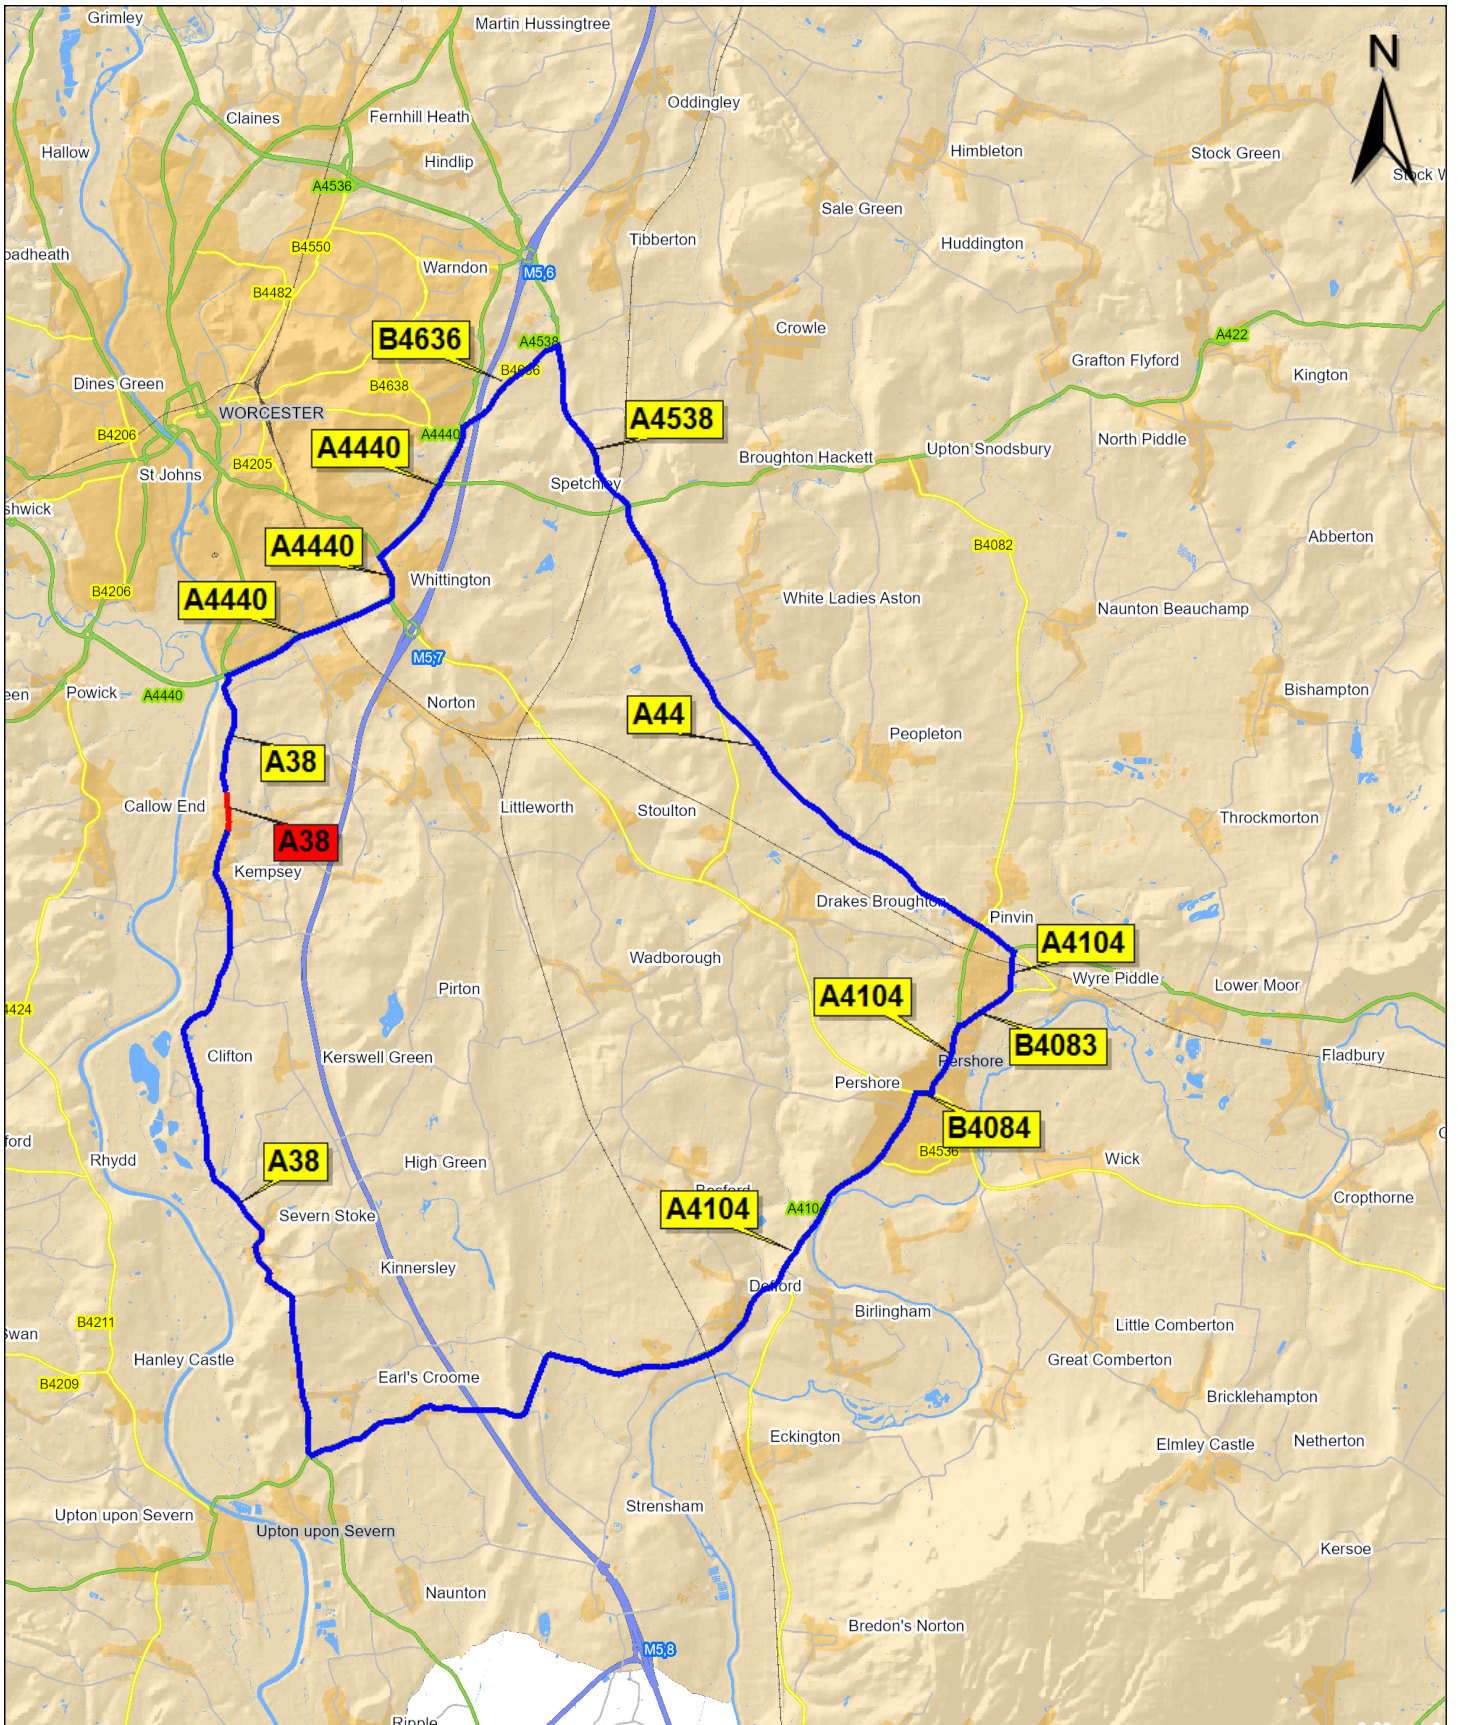 Grimley
Martin Hussingtree
N
Oddingley
Claines
Fernhill Heath
Hallow
Hindlip
Himbleton
Stock Green
A4536
Sale Green
B4550
Tibberton
Huddington
Warndon
M5,6
B4482
B4636
Crowle
A4538
A422
Grafton Flyford
Kington
Dines Green
B4638
WORCESTER
A4538
B4206
A4440
A4440
North Piddle
Upton Snodsbury
Broughton Hackett
B4205
St Johns
Spetchley
shwick
Abberton
A4440
B4082
Whittington
B4206
A4440
White Ladies Aston
Naunton Beauchamp
M5,7
Powick
A4440
Bishampton
Norton
A44
Peopleton
A38
Callow End
Littleworth
Stoulton
Throckmorton
A38
Kempsey
Drakes Broughton
Pinvin
A4104
Wadborough
Wyre Piddle
Lower Moor
Pirton
A4104
B4083
Clifton
Kerswell Green
Pershore
Fladbury
Pershore
B4084
B4536
Rhydd
A38
High Green
Wick
Cropthorne
A4104
Severn Stoke
Kinnersley
Defford
Birlingham
B4211
Little Comberton
Hanley Castle
Great Comberton
B4209
Earl's Croome
Bricklehampton
Eckington
Elmley Castle
Netherton
Upton upon Severn
Strensham
Upton upon Severn
Kersoe
Naunton
Bredon's Norton
M5,8